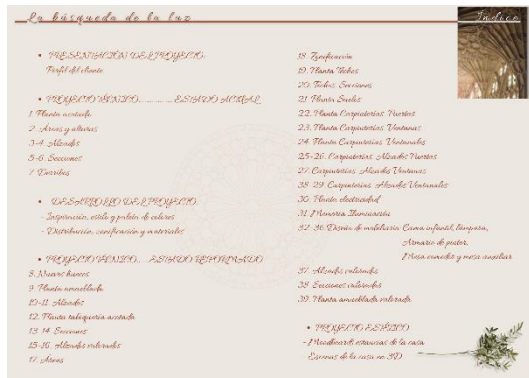 La búsqueda de la luz
Índice
• PRESENTACIÓN DEL PROYECTO:
Perfil del cliente
• PROYECTO TÉCNICO.............ESTADO ACTUAL
1. Planta acotada
2. Áreas y alturas
3-4. Alzados
5-6. Secciones
7. Derribos
• DESARROLLO DEL PROYECTO:
- Inspiración, estilo y paleta de colores
- Distribución, zonificación y materiales
• PROYECTO TÉCNICO... ESTADO REFORMADO
8. Nuevos huecos
9. Planta amueblada
10-11. Alzados
12. Planta tabiquería acotada
13-14. Secciones
15-16. Alzados valorados
17. Áreas
18. Zonificación
19. Planta Techos
20. Techos. Secciones
21. Planta Suelos
22. Planta Carpinterías. Puertas
23. Planta Carpinterías. Ventanas
24. Planta Carpinterías. Ventanales
25-26. Carpinterías. Alzados Puertas
27. Carpinterías. Alzados Ventanas
28-29. Carpinterías. Alzados Ventanales
30. Planta electricidad
31. Memoria Iluminación
32-36. Diseño de mobiliario: Cama infantil, lámpara,
Armario de pintor,
Mesa comedor y mesa auxiliar
37. Alzados valorados
38. Secciones valoradas
39. Planta amueblada valorada
• PROYECTO ESTÉTICO
- Moodboards estancias de la casa
- Escenas de la casa en 3D